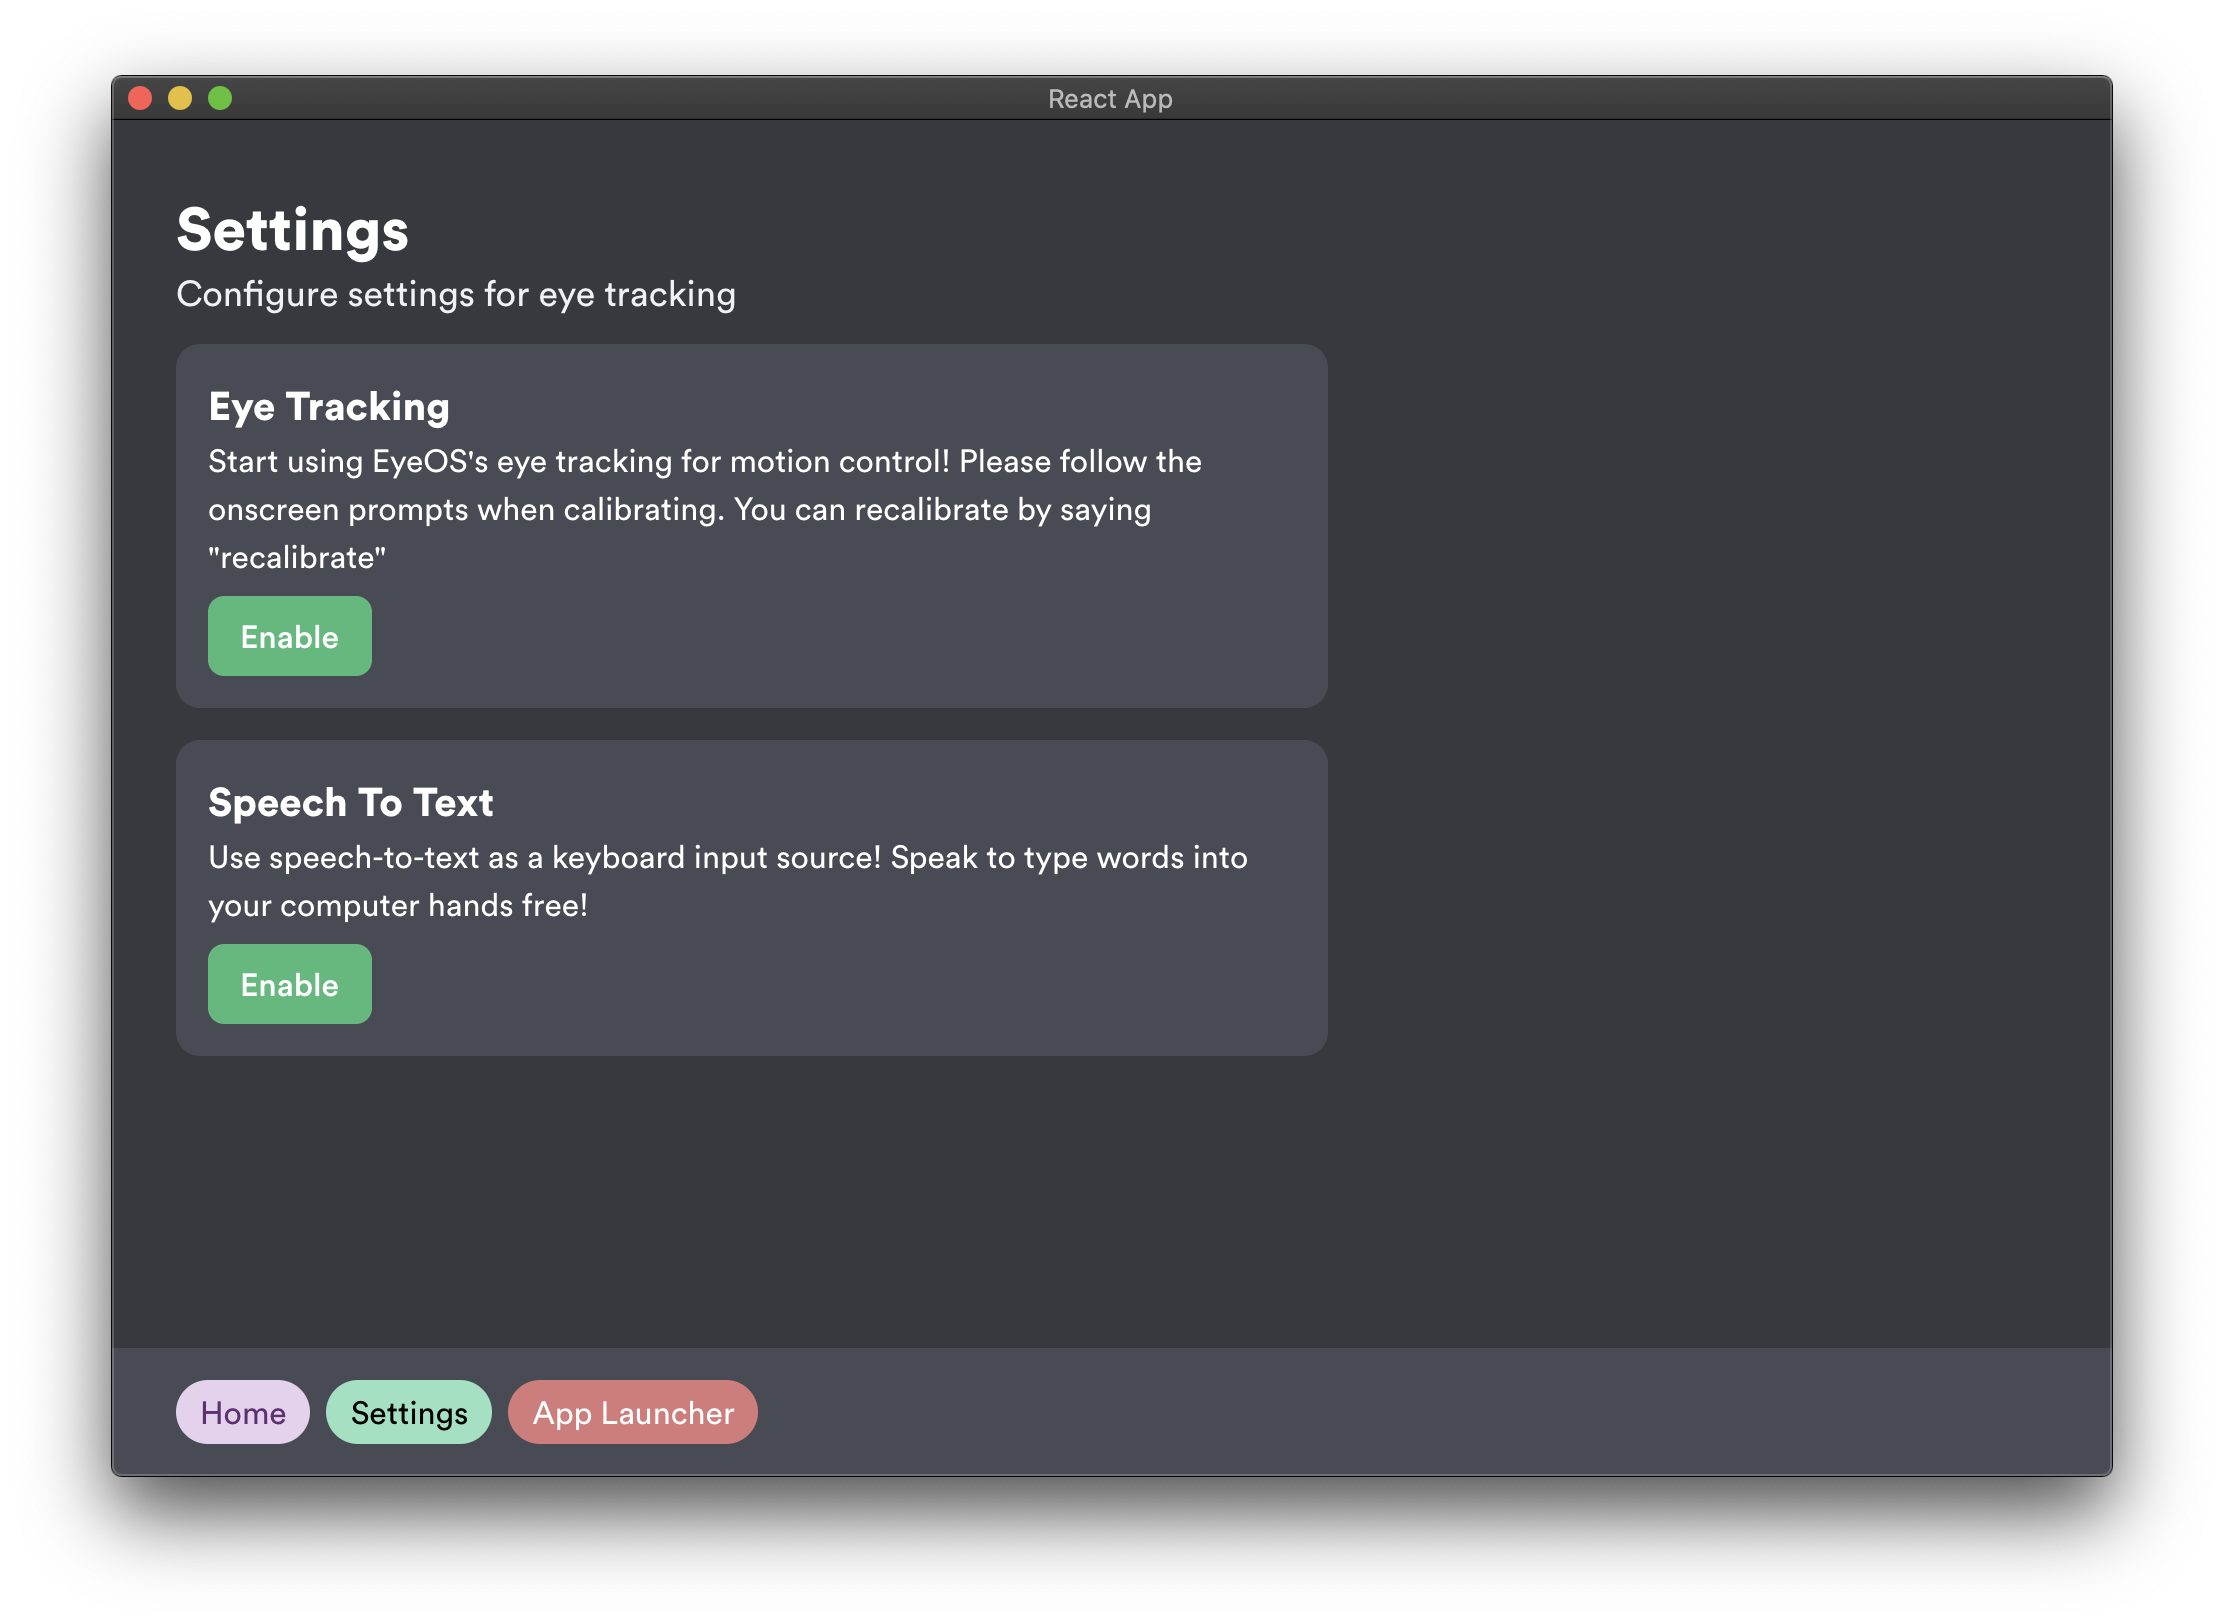 React App
Settings
Configure settings for eye tracking
Eye Tracking
Start using EyeOS's eye tracking for motion control! Please follow the
onscreen prompts when calibrating. You can recalibrate by saying
"recalibrate"
Enable
Speech To Text
Use speech-to-text as a keyboard input source! Speak to type words into
your computer hands free!
Enable
Home Settings App Launcher